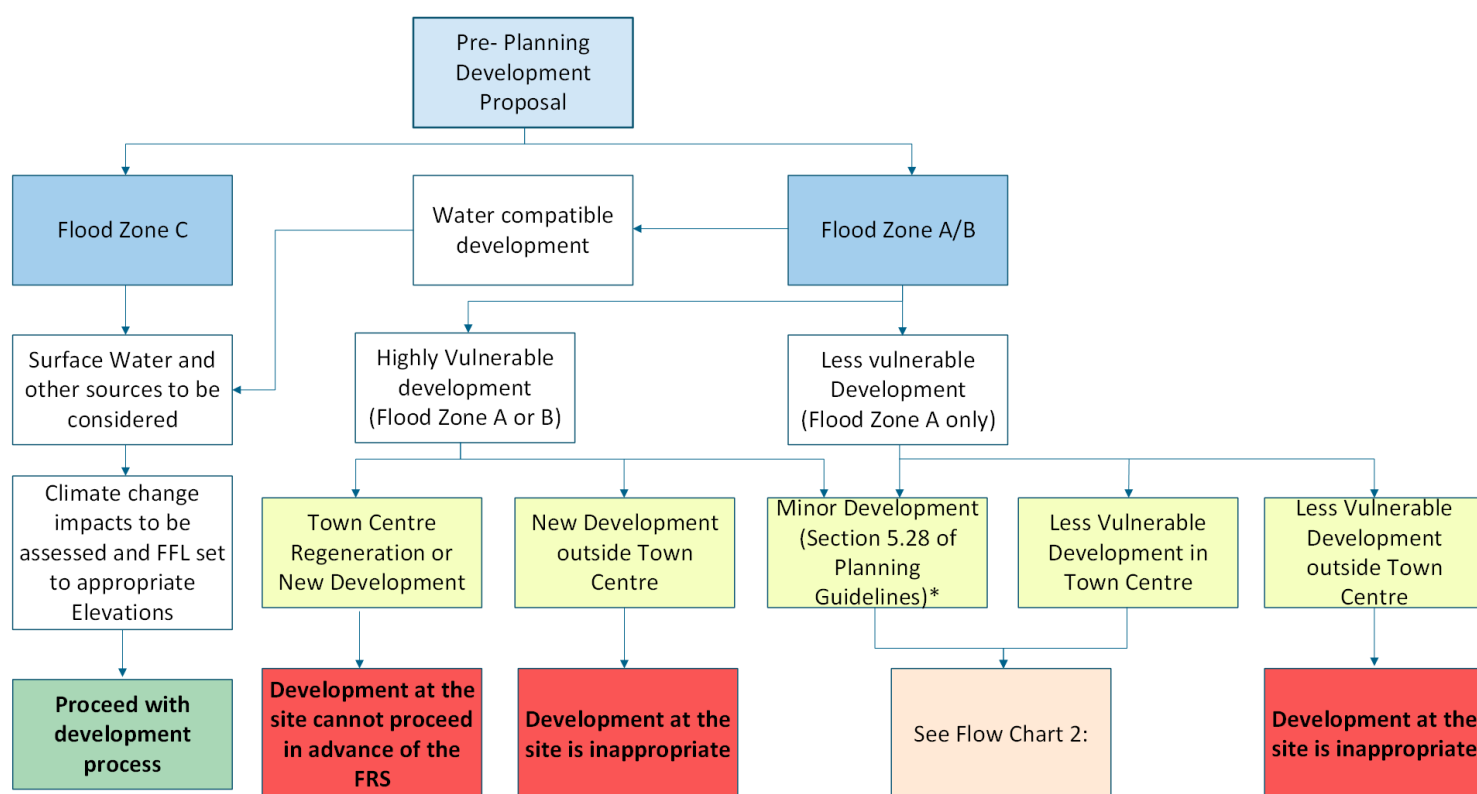 Pre- Planning
Development
Proposal
Flood Zone C
Water compatible
development
Flood Zone A/B
Surface Water and
other sources to be
considered
Highly Vulnerable
development
(Flood Zone A or B)
Less vulnerable
Development
(Flood Zone A only)
Climate change
impacts to be
assessed and FFL set
to appropriate
Elevations
Town Centre
Regeneration or
New Development
New Development
outside Town
Centre
Minor Development
(Section 5.28 of
Planning
Guidelines)*
Less Vulnerable
Development in
Town Centre
Less Vulnerable
Development
outside Town
Centre
Proceed with
development
process
Development at the
site cannot proceed
in advance of the
FRS
Development at the
site is inappropriate
See Flow Chart 2:
Development at the
site is inappropriate